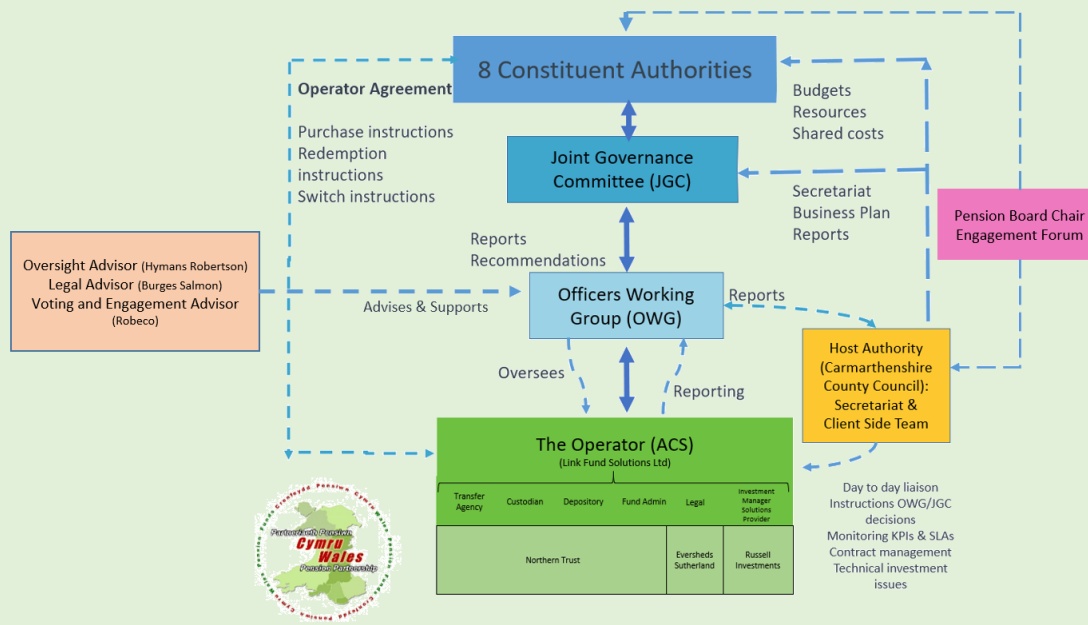 8 Constituent Authorities
Operator Agreement
Purchase instructions
Redemption
instructions
Switch instructions
Budgets
Resources
Shared costs
Joint Governance
Committee (JGC)
Secretariat
Business Plan
Reports
Pension Board Chair
Engagement Forum
Reports
Recommendations
Oversight Advisor (Hymans Robertson)
Legal Advisor (Burges Salmon)
Voting and Engagement Advisor
(Robeco)
Advises & Supports
Officers Working
Group (OWG)
Reports
Host Authority
(Carmarthenshire
County Council):
Secretariat &
Client Side Team
Oversees
Reporting
The Operator (ACS)
(Link Fund Solutions Ltd)
Transfer
Agency
Custodian
Depository
Fund Admin
Legal
Investment
Manager
Solutions
Provider
Northern Trust
Eversheds
Sutherland
Russell
Investments
Day to day liaison
Instructions OWG/JGC
decisions
Monitoring KPIs & SLAs
Contract management
Technical investment
issues
Partneriaeth Pensiwn
Cymru
Wales
Pension Partnership